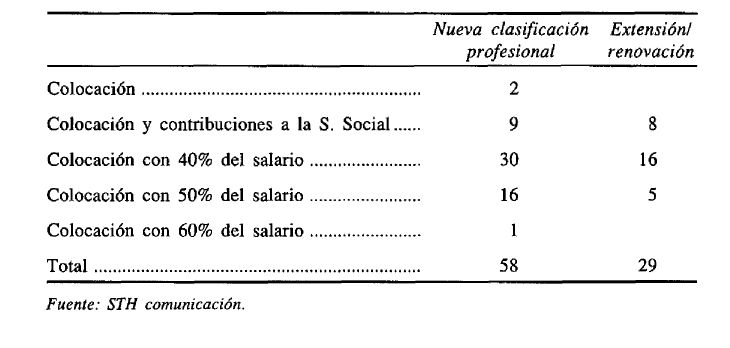 Nueva clasificación profesional Extensión/ renovación
Colocación ............................................................ 2
Colocación y contribuciones a la S. Social ...... 9 8
Colocación con 40% del salario ........................ 30 16
Colocación con 50% del salario ........................ 16 5
Colocación con 60% del salario ........................ 1
Total ...................................................................... 58 29
Fuente: STH comunicación.